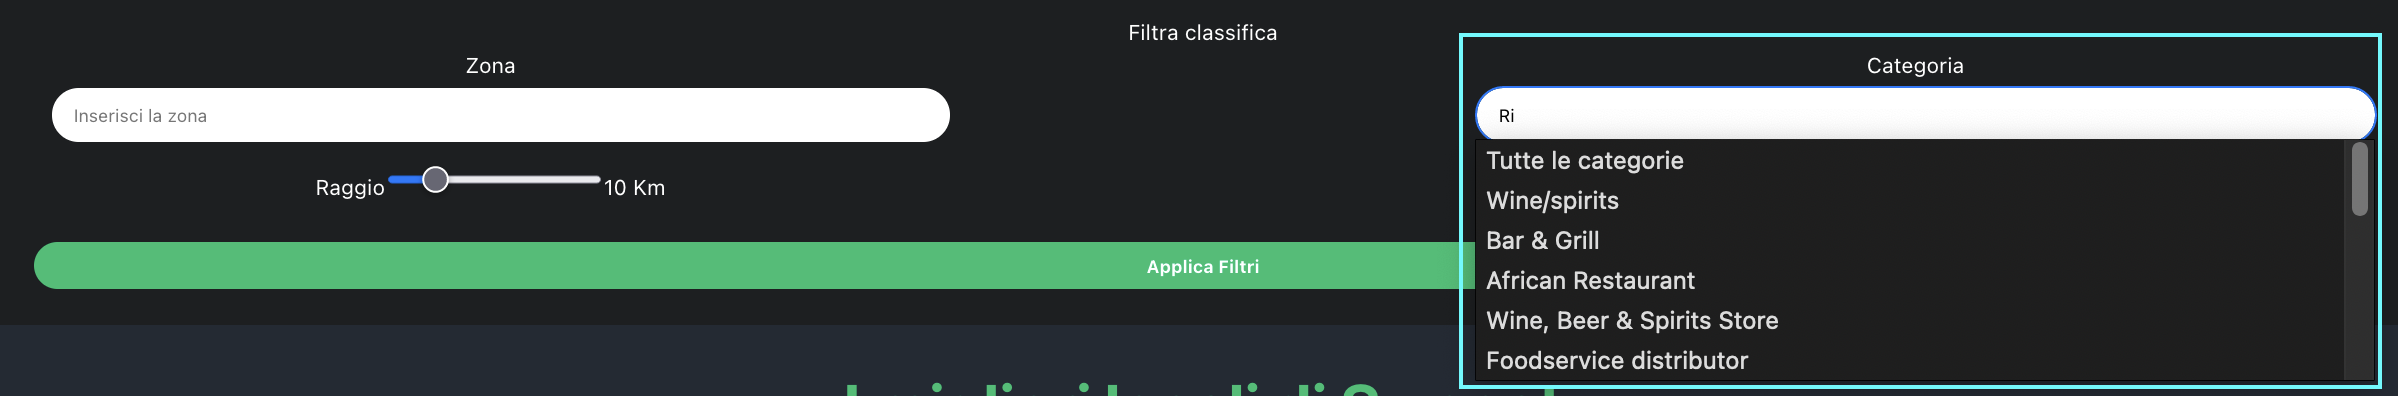 Filtra classifica
Zona
Inserisci la zona
Raggio 10 Km
Categoria
Ri
Tutte le categorie
Wine/spirits
Bar & Grill
African Restaurant
Wine, Beer & Spirits Store
Foodservice distributor
Applica Filtri